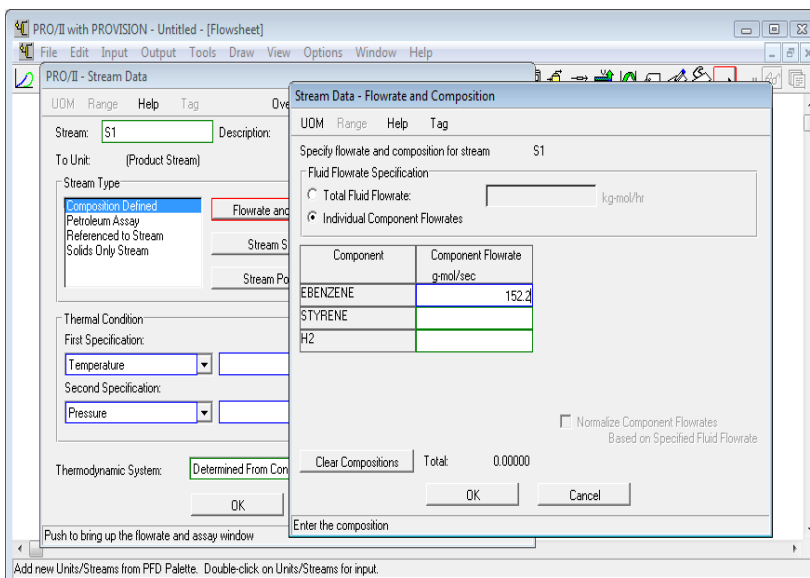 PRO/II with PROVISION - Untitled - [Flowsheet]
File Edit Input Output Tools Draw View Options Window Help
PRO/II - Stream Data
UOM Range Help Tag
Stream: S1 Description:
To Unit: (Product Stream)
Stream Type
Composition Defined
Petroleum Assay
Referenced to Stream
Solids Only Stream
Flowrate and
Stream S
Stream Po
Thermal Condition
First Specification:
Temperature
Second Specification:
Pressure
Thermodynamic System: Determined From Con
OK
Push to bring up the flowrate and assay window
Stream Data - Flowrate and Composition
UOM Range Help Tag
Specify flowrate and composition for stream S1
Fluid Flowrate Specification
Total Fluid Flowrate: kg-mol/hr
Individual Component Flowrates
Component Component Flowrate
g-mol/sec
EBENZENE 152.2
STYRENE
H2
Normalize Component Flowrates
Based on Specified Fluid Flowrate
Clear Compositions Total: 0.00000
OK Cancel
Enter the composition
Add new Units/Streams from PFD Palette. Double-click on Units/Streams for input.